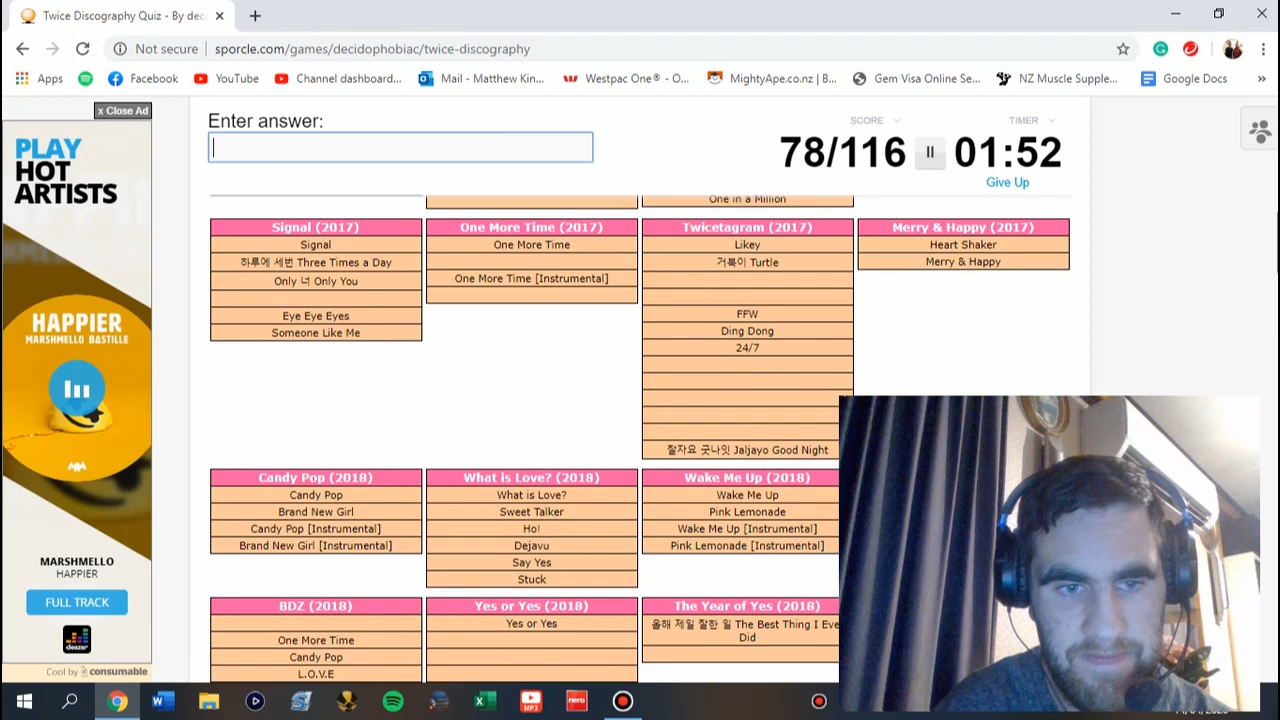 Twice Discography Quiz - By dec
Not secure | sporcle.com/games/decidophobiac/twice-discography
Apps
Facebook
YouTube
Channel dashboard...
Mail - Matthew Kin...
Westpac One® - O...
MightyApe.co.nz | B...
Gem Visa Online Se...
NZ Muscle Supple...
Google Docs
»
x Close Ad
PLAY
HOT
ARTISTS
HAPPIER
MARSHMELLO BASTILLE
MARSHMELLO
HAPPIER
FULL TRACK
deezer
Cool by consumable
Enter answer:
SCORE
TIMER
78/116
01:52
Give Up
One in a Million
Signal (2017)
Signal
하루에 세번 Three Times a Day
Only 너 Only You
Eye Eye Eyes
Someone Like Me
One More Time (2017)
One More Time
One More Time [Instrumental]
Twicetagram (2017)
Likey
거북이 Turtle
FFW
Ding Dong
24/7
잘자요 굿나잇 Jaljayo Good Night
Merry & Happy (2017)
Heart Shaker
Merry & Happy
Candy Pop (2018)
Candy Pop
Brand New Girl
Candy Pop [Instrumental]
Brand New Girl [Instrumental]
What is Love? (2018)
What is Love?
Sweet Talker
Ho!
Dejavu
Say Yes
Stuck
Wake Me Up (2018)
Wake Me Up
Pink Lemonade
Wake Me Up [Instrumental]
Pink Lemonade [Instrumental]
BDZ (2018)
One More Time
Candy Pop
L.O.V.E
Yes or Yes (2018)
Yes or Yes
The Year of Yes (2018)
올해 제일 잘한 일 The Best Thing I Eve
Did
MP3
nero